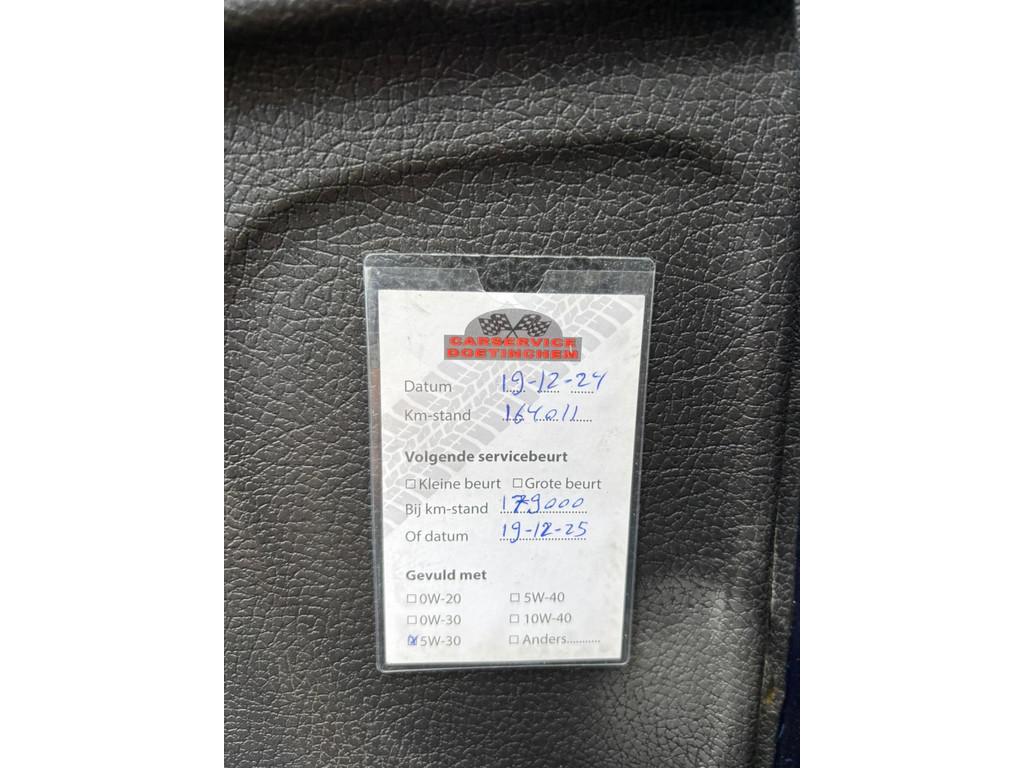 CARSERVICE
DOETINCHEM
Datum 19-12-24
Km-stand 164011
Volgende servicebeurt
☐ Kleine beurt ☐ Grote beurt
Bij km-stand 179000
Of datum 19-12-25
Gevuld met
☐ 0W-20 ☐ 5W-40
☐ 0W-30 ☐ 10W-40
☒ 5W-30 ☐ Anders...........